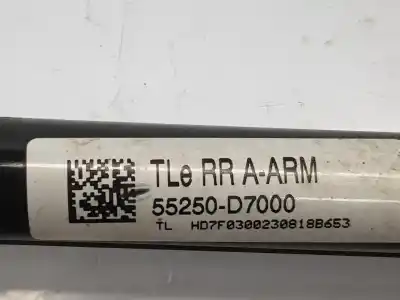 TLe RR A-ARM
55250-D7000
TL HD7F0300230818B653